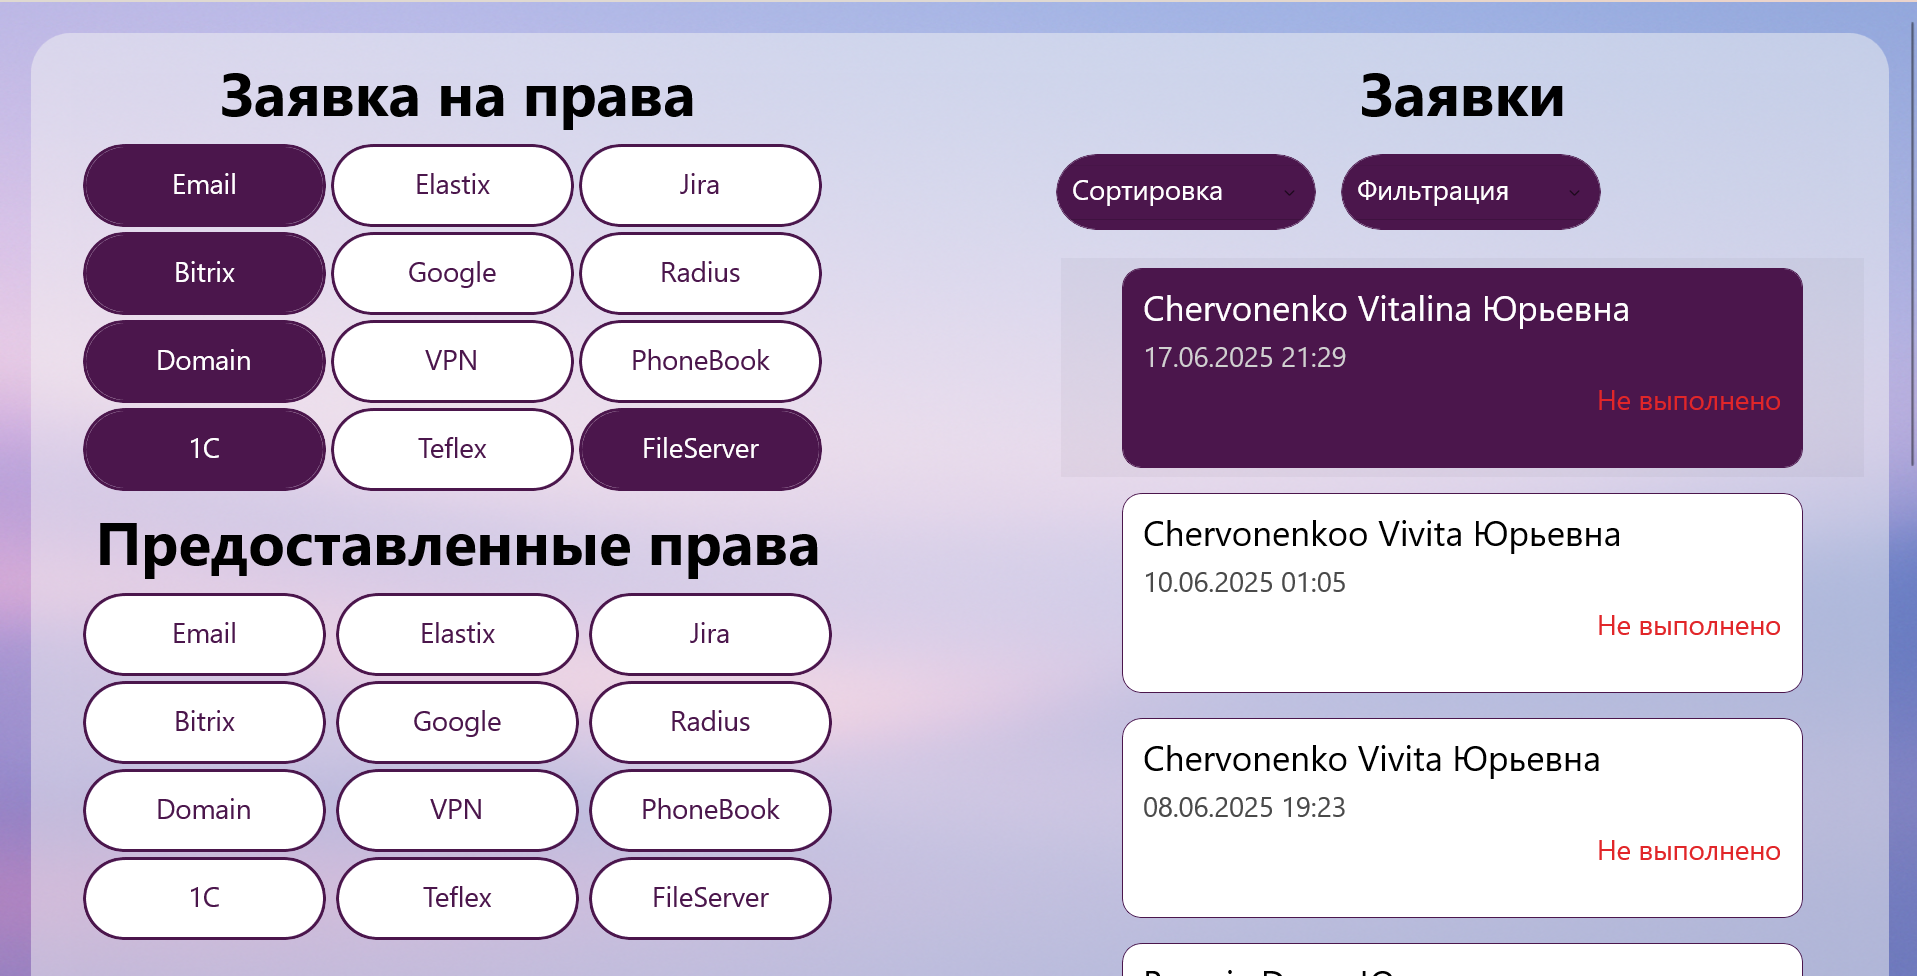 Заявка на права
Email
Elastix
Jira
Bitrix
Google
Radius
Domain
VPN
PhoneBook
1C
Teflex
FileServer
Предоставленные права
Email
Elastix
Jira
Bitrix
Google
Radius
Domain
VPN
PhoneBook
1C
Teflex
FileServer
Заявки
Сортировка
Фильтрация
Chervonenko Vitalina Юрьевна
17.06.2025 21:29
Не выполнено
Chervonenkoo Vivita Юрьевна
10.06.2025 01:05
Не выполнено
Chervonenko Vivita Юрьевна
08.06.2025 19:23
Не выполнено